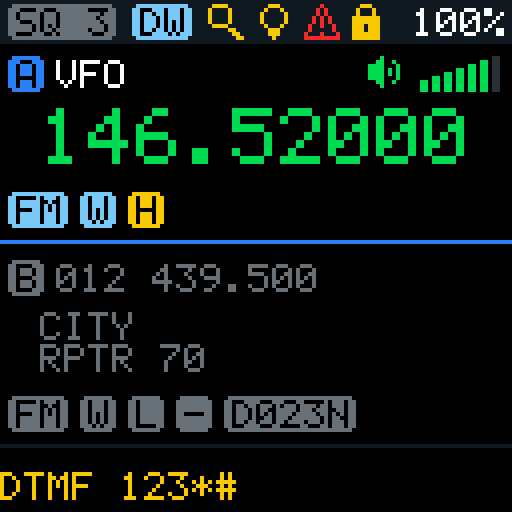 SQ 3 DW 100%
A VFO
146.52000
FM W H
B 012 439.500
CITY
RPTR 70
FM W L - D023N
DTMF 123*#